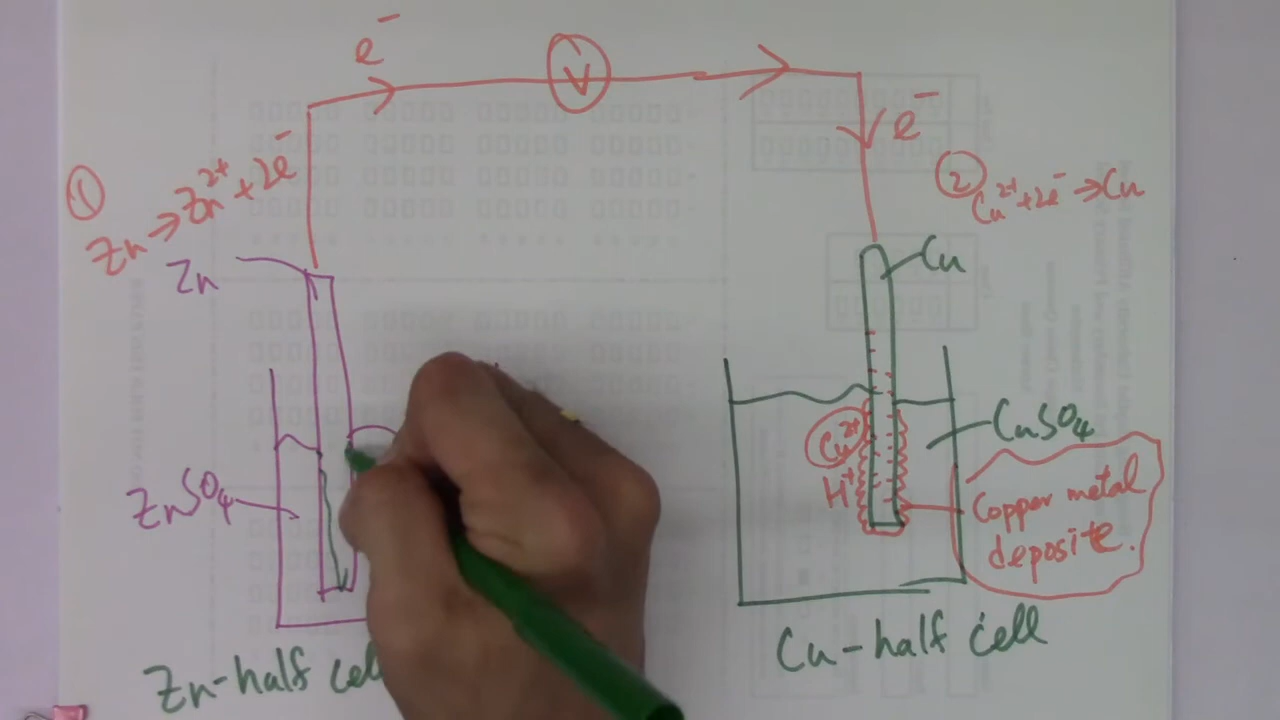 e⁻
V
e⁻
①
Zn → Zn²⁺ + 2e⁻
②
Cu²⁺ + 2e⁻ → Cu
Zn
Cu
Cu²⁺
H⁺
CuSO₄
ZnSO₄
Copper metal
deposite.
Zn-half cel
Cu-half cell